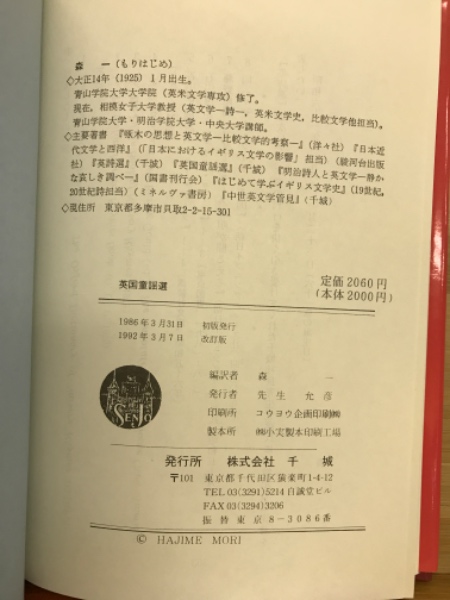 森　一（もりはじめ）
◇大正14年（1925）1月出生。
青山学院大学大学院（英米文学専攻）修了。
現在，相模女子大学教授（英文学一詩一，英米文学史，比較文学他担当）。
青山学院大学・明治学院大学・中央大学講師。
◇主要著書　『啄木の思想と英文学―比較文学的考察―』（洋々社）『日本近
代文学と西洋』（「日本におけるイギリス文学の影響」担当）（駿河台出版
社）『英詩選』（千城）『英国童謡選』（千城）『明治詩人と英文学―静か
な哀しき調べ―』（国書刊行会）『はじめて学ぶイギリス文学史』（19世紀，
20世紀詩担当）（ミネルヴァ書房）『中世英文学管見』（千城）
◇現住所　東京都多摩市貝取2-2-15-301
英国童謡選
定価2060円
（本体2000円）
1986年3月31日　初版発行
1992年3月7日　改訂版
SENJO
編訳者　森　一
発行者　先生　允彦
印刷所　コウヨウ企画印刷㈱
製本所　㈱小丈製本印刷工場
発行所　株式会社　千城
〒101　東京都千代田区猿楽町1-4-12
TEL 03(3291)5214 白誠堂ビル
FAX 03(3294)3206
振替　東京　8-3086番
© HAJIME MORI